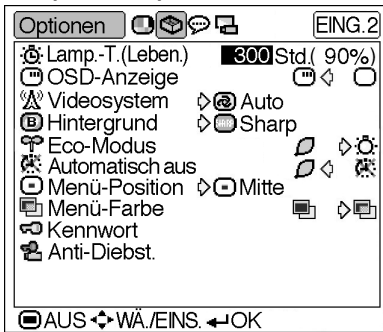 Optionen EING.2
Lamp.-T.(Leben.) 300 Std.( 90%)
OSD-Anzeige
Videosystem Auto
B Hintergrund Sharp
Eco-Modus
Automatisch aus
Menü-Position Mitte
Menü-Farbe
Kennwort
Anti-Diebst.
AUS WÄ./EINS. OK